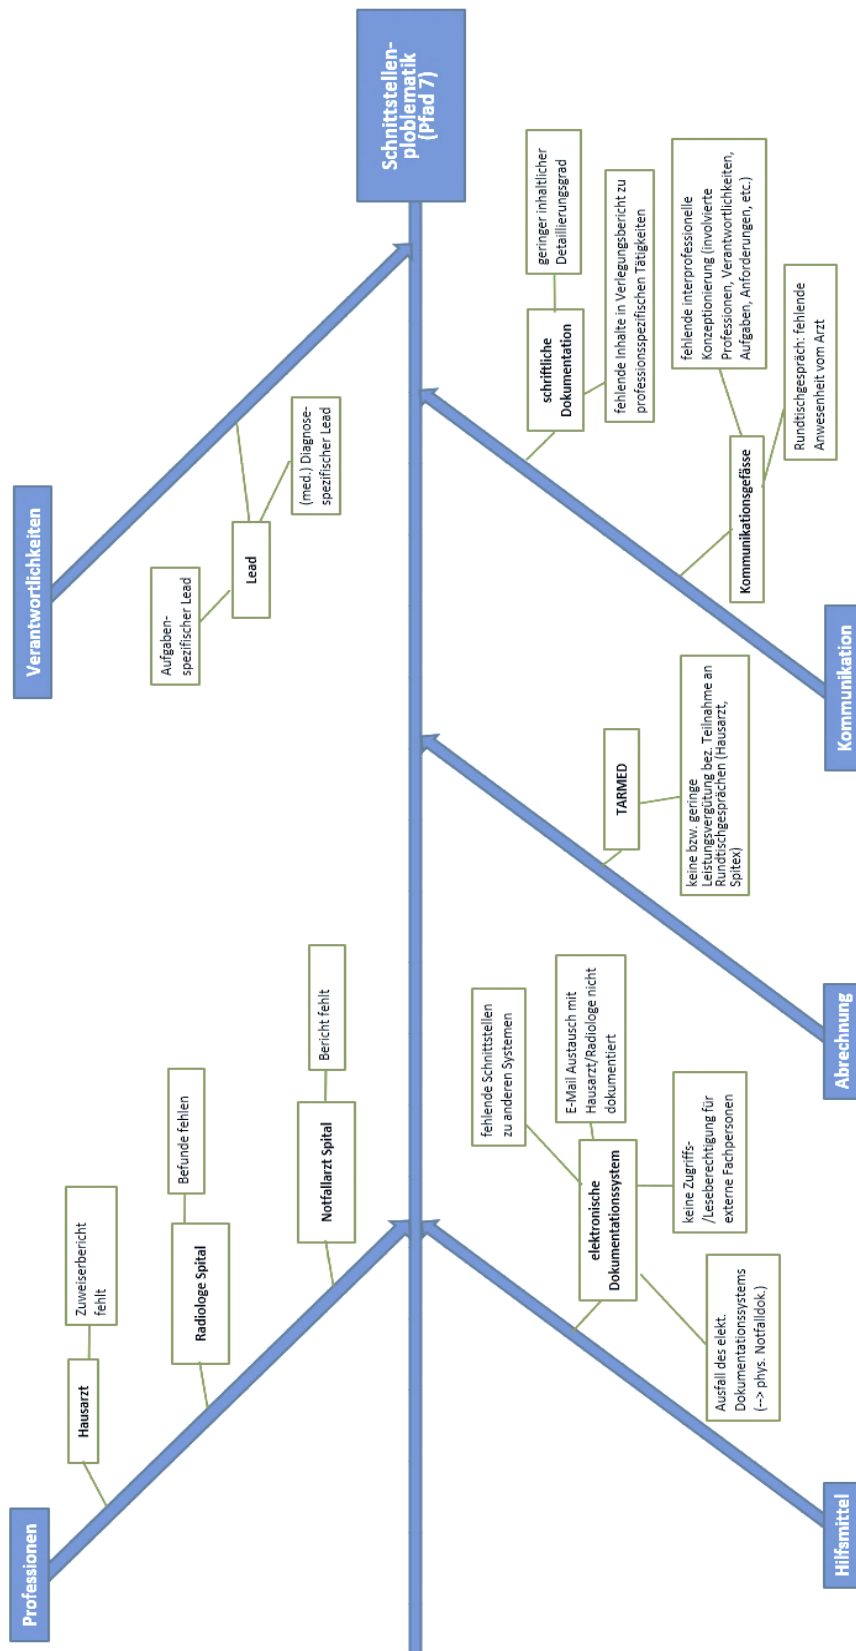 Professionen
Hausarzt
Zuweiserbericht
fehlt
Radiologe Spital
Befunde fehlen
Notfallarzt Spital
Bericht fehlt
Verantwortlichkeiten
Aufgaben-
spezifischer Lead
Lead
(med.) Diagnose-
spezifischer Lead
Schnittstellen-
ploblematik
(Pfad 7)
Hilfsmittel
elektronische
Dokumentationssystem
fehlende Schnittstellen
zu anderen Systemen
E-Mail Austausch mit
Hausarzt/Radiologe nicht
dokumentiert
keine Zugriffs-
/Leseberechtigung für
externe Fachpersonen
Ausfall des elekt.
Dokumentationssystems
(--> phys. Notfalldok.)
Abrechnung
TARMED
keine bzw. geringe
Leistungsvergütung bez. Teilnahme an
Rundtischgesprächen (Hausarzt,
Spitex)
Kommunikation
schriftliche
Dokumentation
geringer inhaltlicher
Detaillierungsgrad
fehlende Inhalte in Verlegungsbericht zu
professionsspezifischen Tätigkeiten
Kommunikationsgefässe
fehlende interprofessionelle
Konzeptionierung (involvierte
Professionen, Verantwortlichkeiten,
Aufgaben, Anforderungen, etc.)
Rundtischgespräch: fehlende
Anwesenheit vom Arzt